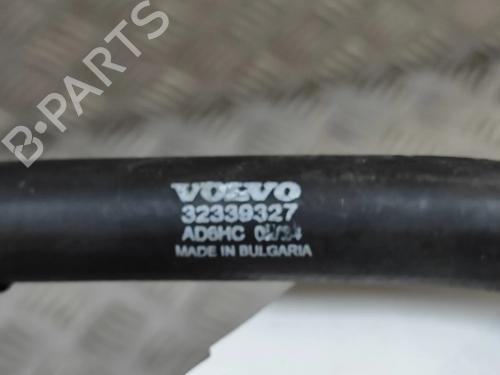 B·PARTS
VOLVO
32339327
AD6HC
MADE IN BULGARIA